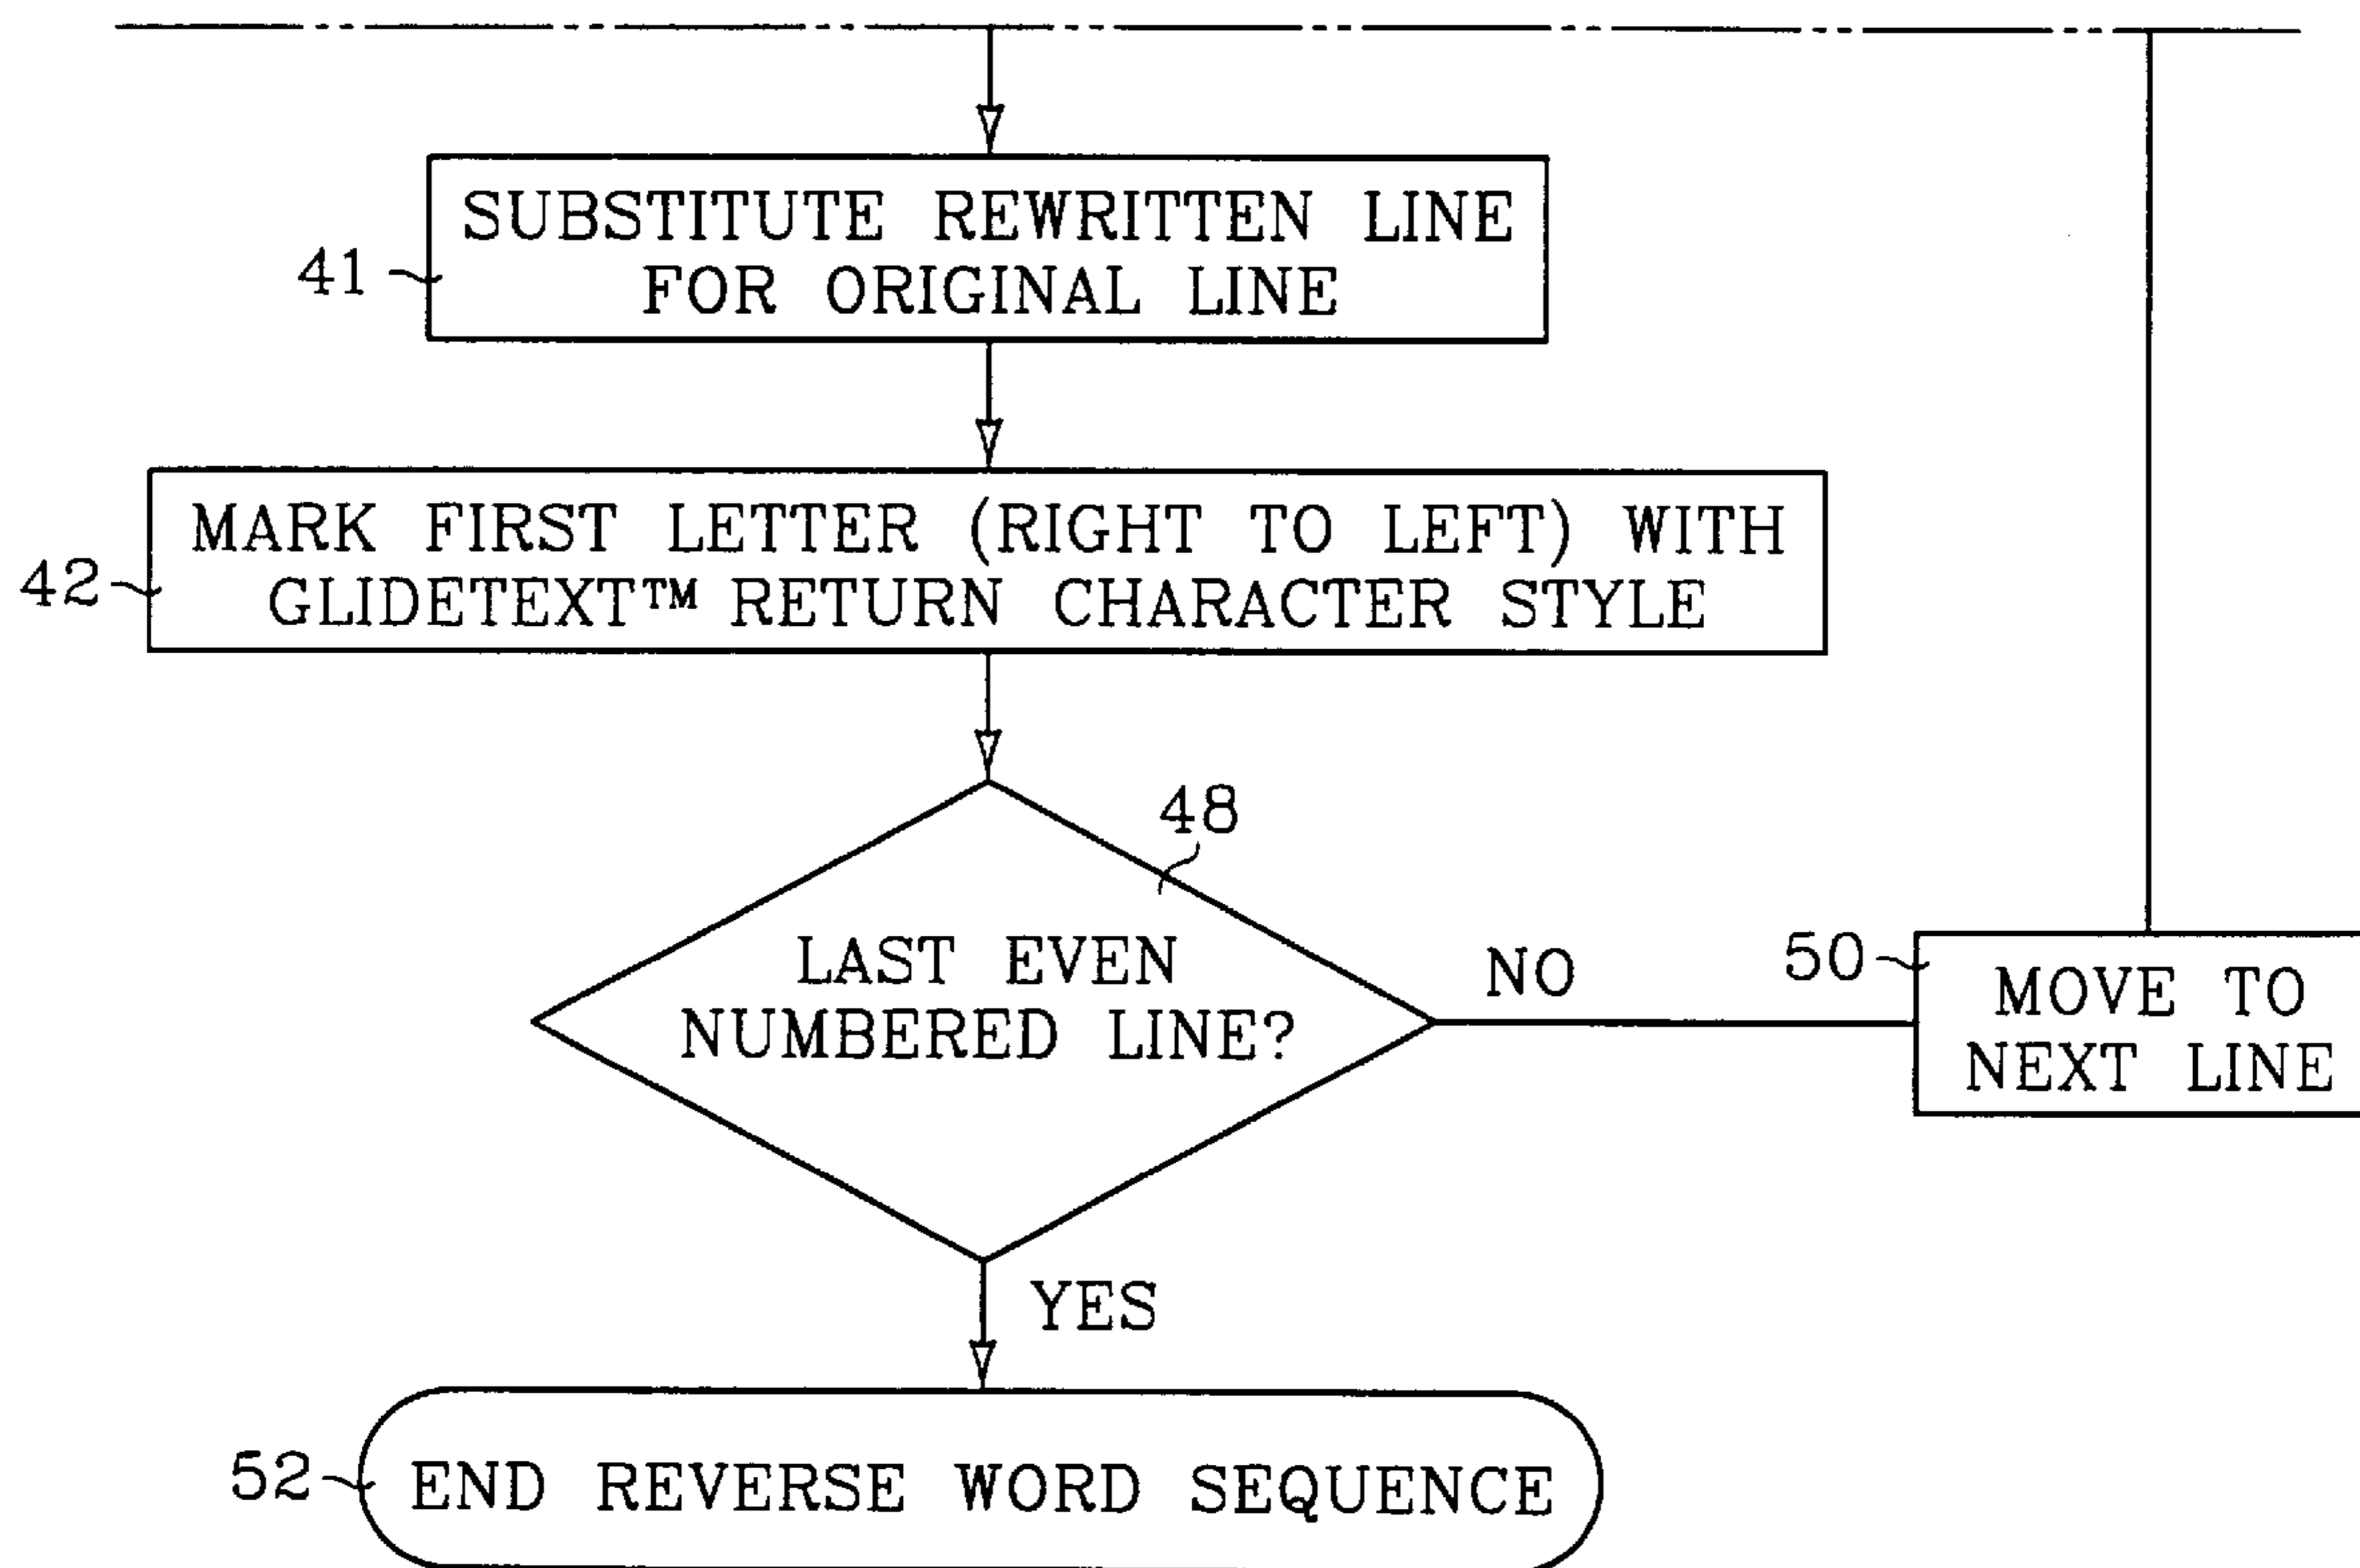 SUBSTITUTE REWRITTEN LINE
FOR ORIGINAL LINE
41
MARK FIRST LETTER (RIGHT TO LEFT) WITH
GLIDETEXT™ RETURN CHARACTER STYLE
42
48
LAST EVEN
NUMBERED LINE?
NO
50
MOVE TO
NEXT LINE
YES
52
END REVERSE WORD SEQUENCE